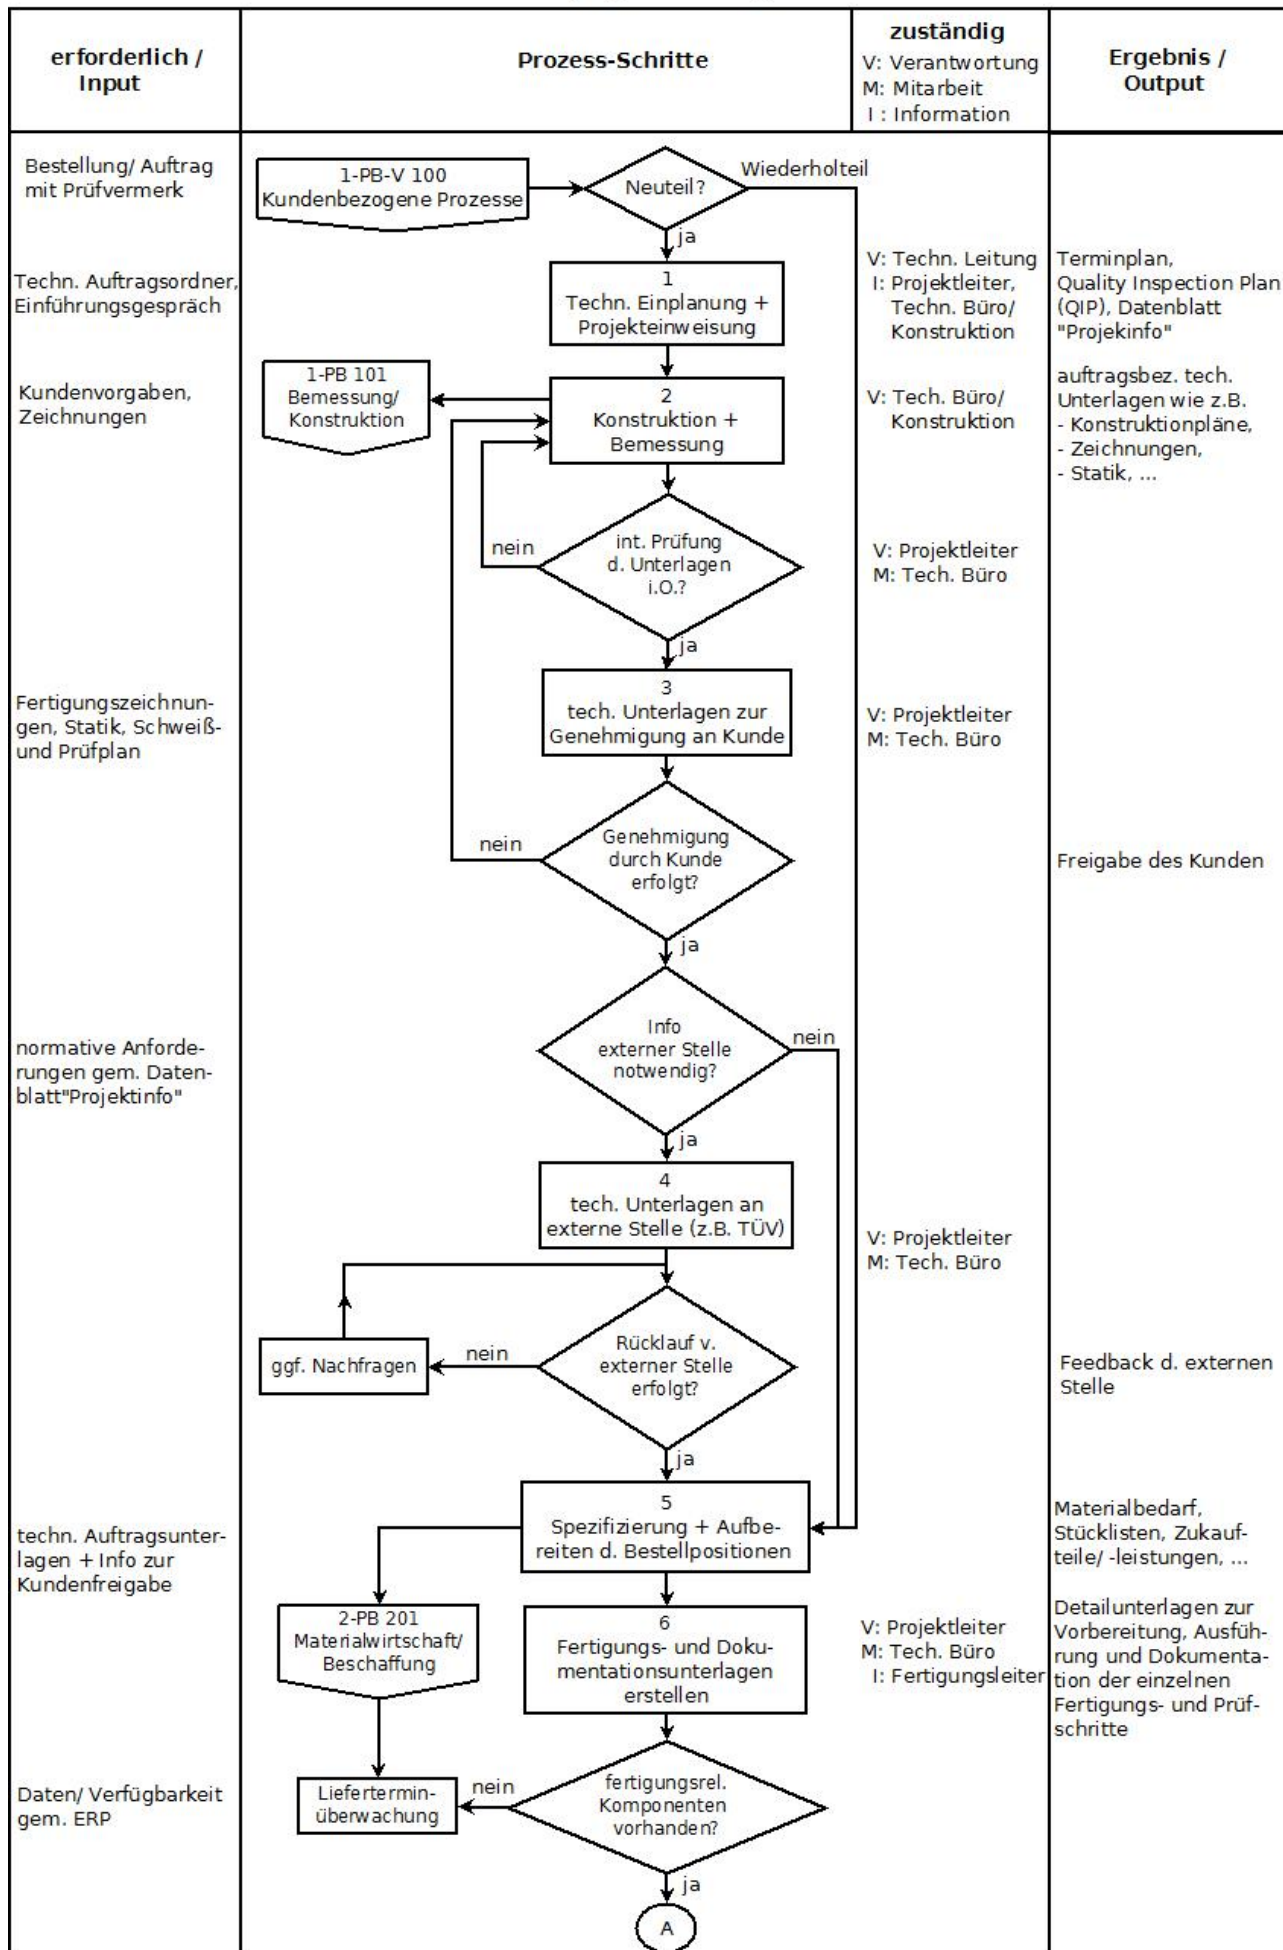 erforderlich /
Input
Prozess-Schritte
zuständig
V: Verantwortung
M: Mitarbeit
I : Information
Ergebnis /
Output
Bestellung/ Auftrag
mit Prüfvermerk
1-PB-V 100
Kundenbezogene Prozesse
Neuteil?
Wiederholteil
ja
Techn. Auftragsordner,
Einführungsgespräch
1
Techn. Einplanung +
Projekteinweisung
V: Techn. Leitung
I: Projektleiter,
Techn. Büro/
Konstruktion
Terminplan,
Quality Inspection Plan
(QIP), Datenblatt
"Projekinfo"
Kundenvorgaben,
Zeichnungen
1-PB 101
Bemessung/
Konstruktion
2
Konstruktion +
Bemessung
V: Tech. Büro/
Konstruktion
auftragsbez. tech.
Unterlagen wie z.B.
- Konstruktionpläne,
- Zeichnungen,
- Statik, ...
nein
int. Prüfung
d. Unterlagen
i.O.?
V: Projektleiter
M: Tech. Büro
ja
Fertigungszeichnun-
gen, Statik, Schweiß-
und Prüfplan
3
tech. Unterlagen zur
Genehmigung an Kunde
V: Projektleiter
M: Tech. Büro
nein
Genehmigung
durch Kunde
erfolgt?
Freigabe des Kunden
ja
normative Anforde-
rungen gem. Daten-
blatt"Projektinfo"
Info
externer Stelle
notwendig?
nein
ja
4
tech. Unterlagen an
externe Stelle (z.B. TÜV)
V: Projektleiter
M: Tech. Büro
ggf. Nachfragen
nein
Rücklauf v.
externer Stelle
erfolgt?
Feedback d. externen
Stelle
ja
techn. Auftragsunter-
lagen + Info zur
Kundenfreigabe
5
Spezifizierung + Aufbe-
reiten d. Bestellpositionen
Materialbedarf,
Stücklisten, Zukauf-
teile/ -leistungen, ...
2-PB 201
Materialwirtschaft/
Beschaffung
6
Fertigungs- und Doku-
mentationsunterlagen
erstellen
V: Projektleiter
M: Tech. Büro
I: Fertigungsleiter
Detailunterlagen zur
Vorbereitung, Ausfüh-
rung und Dokumenta-
tion der einzelnen
Fertigungs- und Prüf-
schritte
Daten/ Verfügbarkeit
gem. ERP
Liefertermin-
überwachung
nein
fertigungsrel.
Komponenten
vorhanden?
ja
A